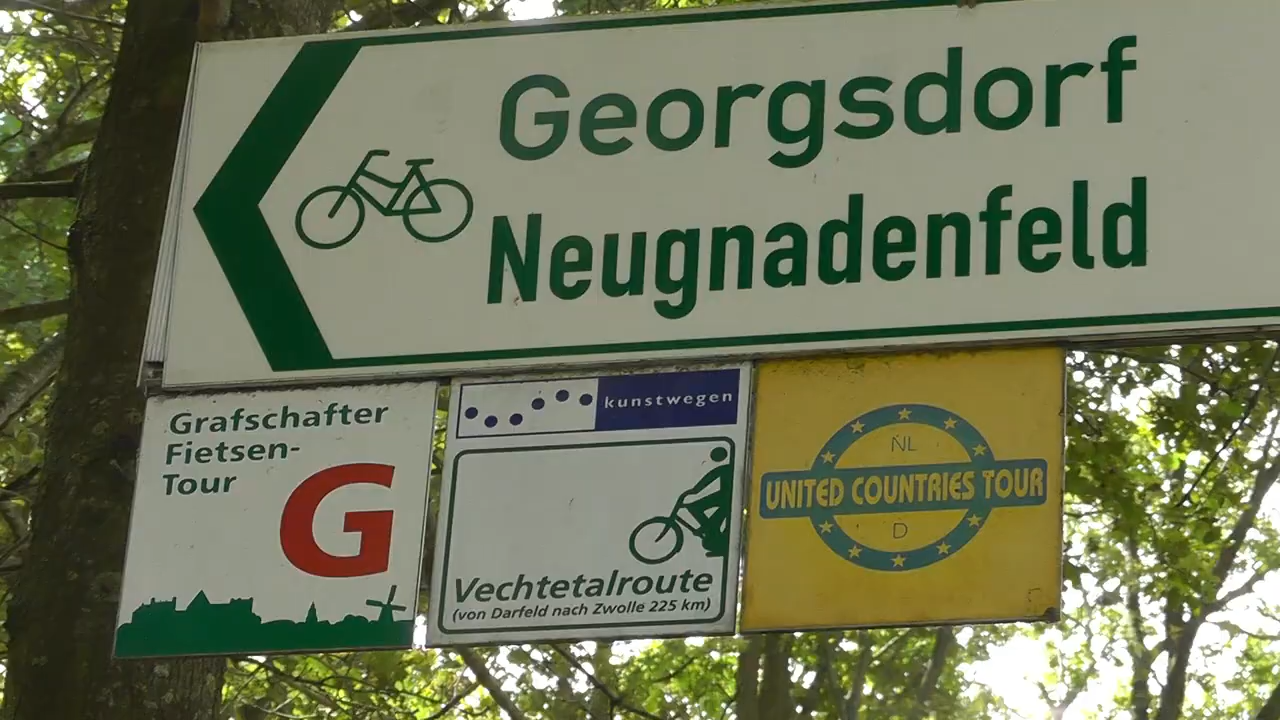 Georgsdorf
Neugnadenfeld
Grafschafter
Fietsen-
Tour
G
kunstwegen
Vechtetalroute
(von Darfeld nach Zwolle 225 km)
NL
UNITED COUNTRIES TOUR
D